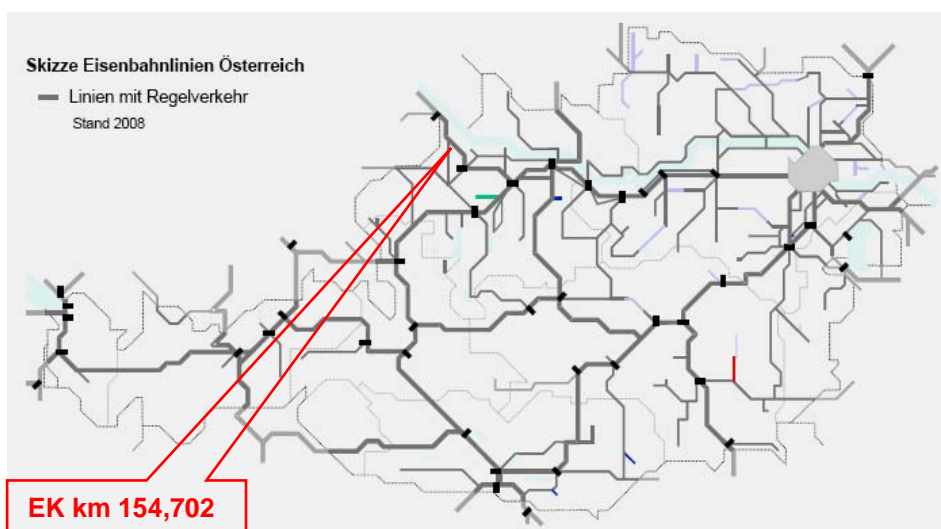 Skizze Eisenbahnlinien Österreich
Linien mit Regelverkehr
Stand 2008
EK km 154,702